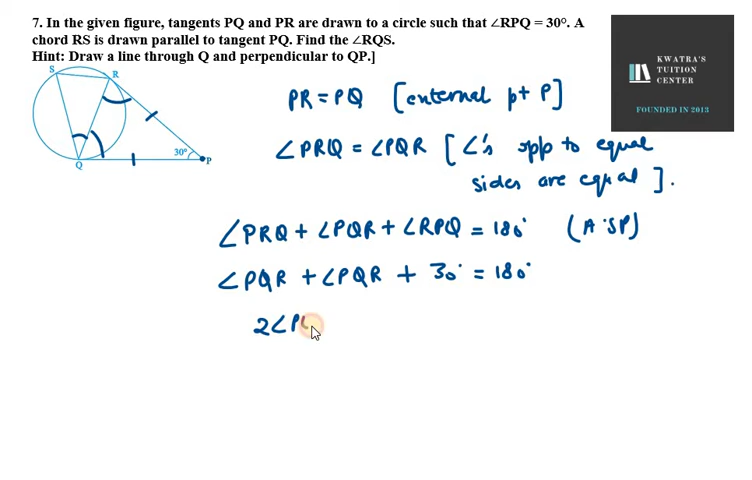 7. In the given figure, tangents PQ and PR are drawn to a circle such that ∠RPQ = 30°. A
chord RS is drawn parallel to tangent PQ. Find the ∠RQS.
Hint: Draw a line through Q and perpendicular to QP.]
KWATRA'S
TUITION
CENTER
FOUNDED IN 2013
S
R
30°
P
Q
PR = PQ [external pt P]
∠PRQ = ∠PQR [∠'s opp to equal
sides are equal].
∠PRQ + ∠PQR + ∠RPQ = 180° (A·SP)
∠PQR + ∠PQR + 30° = 180°
2∠P